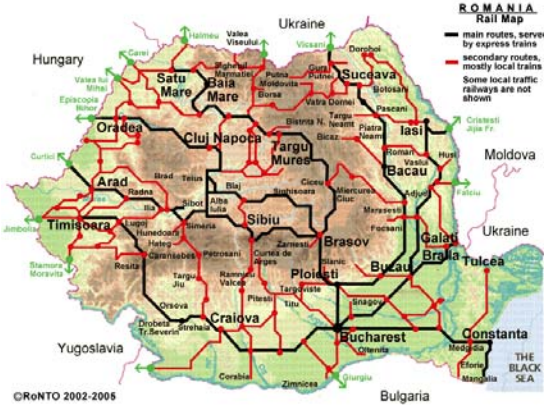 ROMANIA
Rail Map
main routes, served
by express trains
secondary routes,
mostly local trains
Some local traffic
railways are not
shown
Ukraine
Hungary
Halmeu
Valea
Viseului
Vicsani
Dorohoi
Carei
Sighetu
Marmatiei
Putna
Gura
Putnei
Moldovita
Suceava
Satu
Mare
Baia
Mare
Borsa
Vatra Dornei
Botosani
Valea lui
Mihai
Pascani
Episcopia
Bihor
Oradea
Bistrita N.
Targu
Neamt
Iasi
Cristesti
Jijia Fr.
Cluj Napoca
Targu
Mures
Bicaz
Piatra
Neamt
Roman
Vaslui
Husi
Moldova
Curtici
Bacau
Arad
Brad
Teius
Blaj
Sighisoara
Ciceu
Miercurea
Ciuc
Adjud
Falciu
Radna
Ilia
Sibot
Alba
Iulia
Marasesti
Timisoara
Jimbolia
Lugoj
Hunedoara
Simeria
Sibiu
Focsani
Ukraine
Hateg
Brasov
Galati
Braila
Tulcea
Zarnesti
Stamora
Moravita
Resita
Caransebes
Petrosani
Curtea de
Arges
Slanic
Buzau
Ploiesti
Targu
Jiu
Ramnicu
Valcea
Targoviste
Pitesti
Titu
Snagov
Orsova
Craiova
Bucharest
Constanta
Drobeta
Tr.Severin
Strehaia
Medgidia
Yugoslavia
Oltenita
Eforie
THE
BLACK
SEA
Corabia
Zimnicea
Giurgiu
Mangalia
Bulgaria
©RoNTO 2002-2005